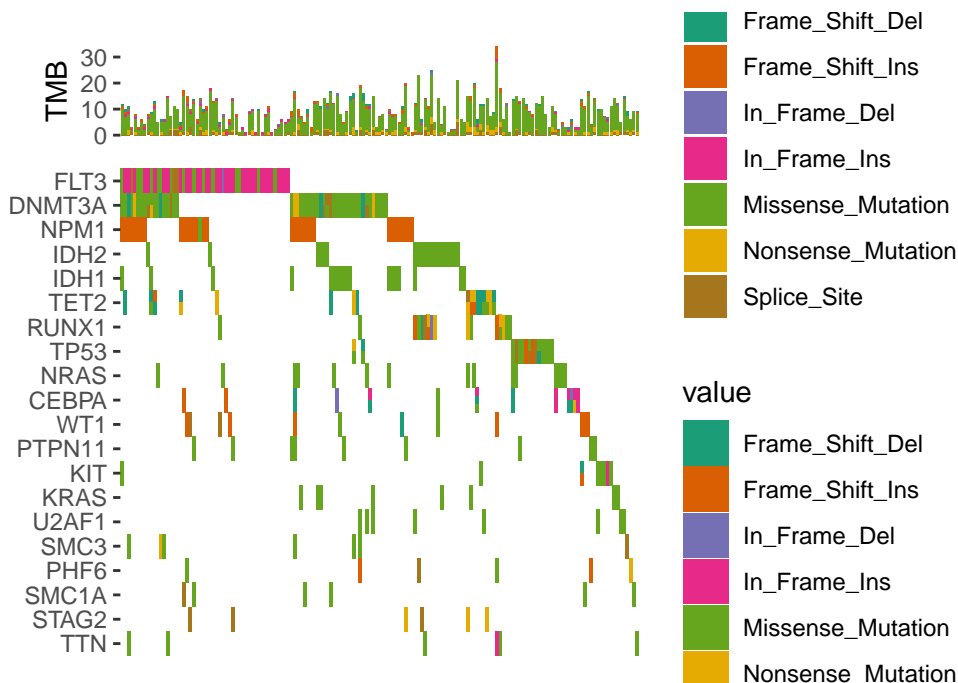 TMB
30
20
10
0
FLT3
DNMT3A
NPM1
IDH2
IDH1
TET2
RUNX1
TP53
NRAS
CEBPA
WT1
PTPN11
KIT
KRAS
U2AF1
SMC3
PHF6
SMC1A
STAG2
TTN
Frame_Shift_Del
Frame_Shift_Ins
In_Frame_Del
In_Frame_Ins
Missense_Mutation
Nonsense_Mutation
Splice_Site
value
Frame_Shift_Del
Frame_Shift_Ins
In_Frame_Del
In_Frame_Ins
Missense_Mutation
Nonsense_Mutation